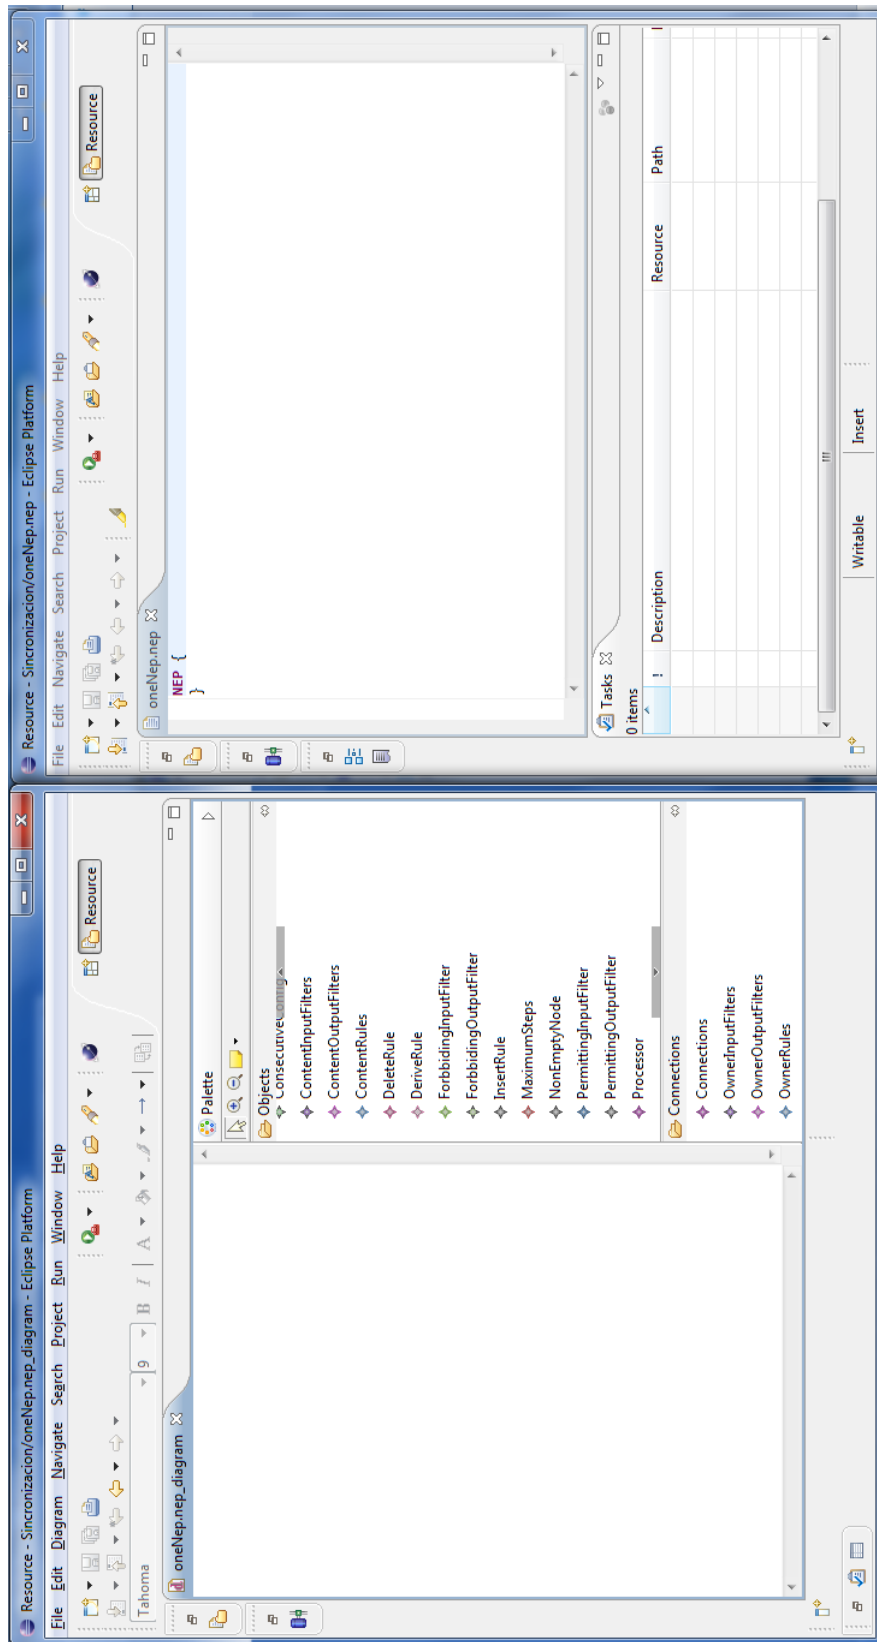 Resource - Sincronizacion/oneNep.nep_diagram - Eclipse Platform
File Edit Diagram Navigate Search Project Run Window Help
Resource
Tahoma 9 B I A
oneNep.nep_diagram
Palette
Objects
ConsecutiveConfig
ContentInputFilters
ContentOutputFilters
ContentRules
DeleteRule
DeriveRule
ForbbidingInputFilter
ForbbidingOutputFilter
InsertRule
MaximumSteps
NonEmptyNode
PermittingInputFilter
PermittingOutputFilter
Processor
Connections
Connections
OwnerInputFilters
OwnerOutputFilters
OwnerRules
Resource - Sincronizacion/oneNep.nep - Eclipse Platform
File Edit Navigate Search Project Run Window Help
Resource
oneNep.nep
NEP {
}
Tasks
0 items
! Description Resource Path
Writable Insert